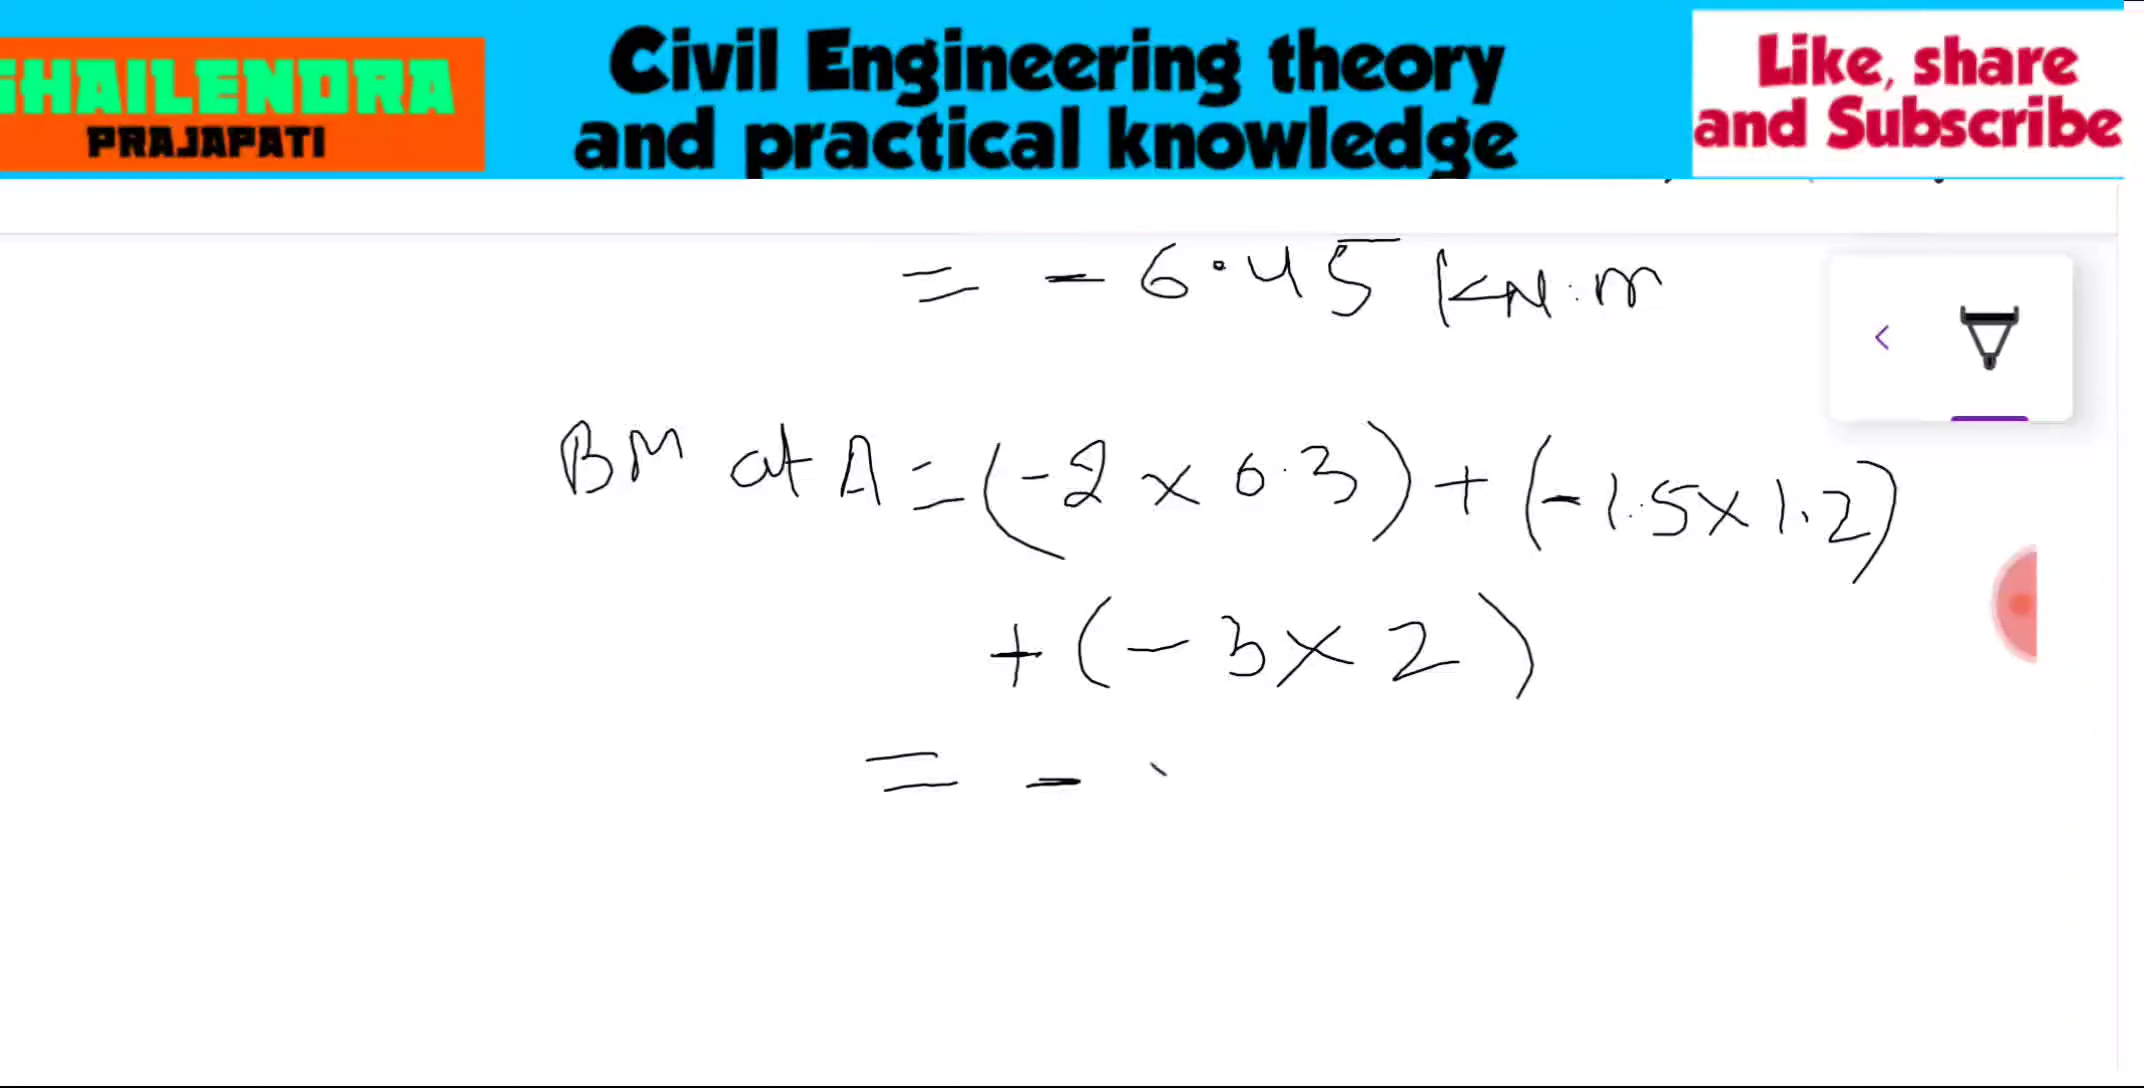 SHAILENDRA
PRAJAPATI
Civil Engineering theory
and practical knowledge
Like, share
and Subscribe
= - 6.45 kN.m
BM at A = (-2 x 0.3) + (-1.5 x 1.2)
+ (-3 x 2)
= -